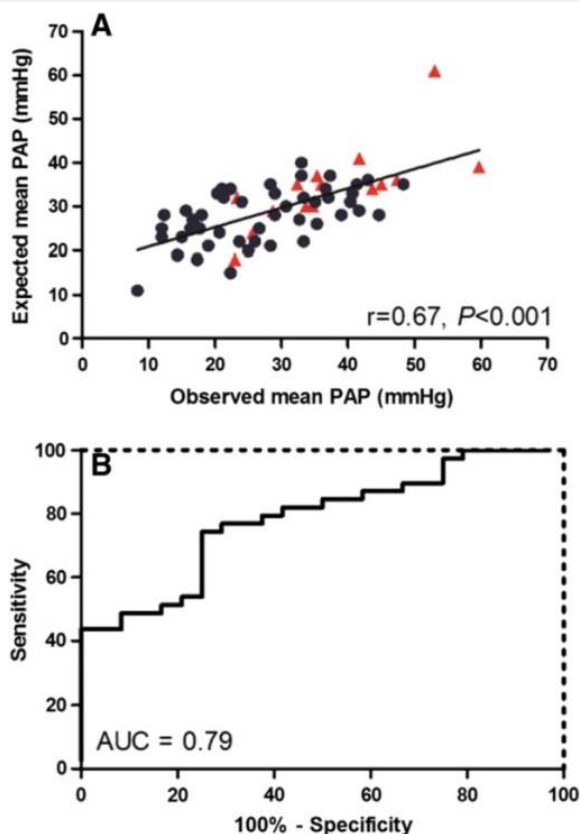 A
70
60
50
40
30
20
10
0
Expected mean PAP (mmHg)
r=0.67, P<0.001
0 10 20 30 40 50 60 70
Observed mean PAP (mmHg)
B
100
80
60
40
20
0
Sensitivity
AUC = 0.79
0 20 40 60 80 100
100% - Specificity